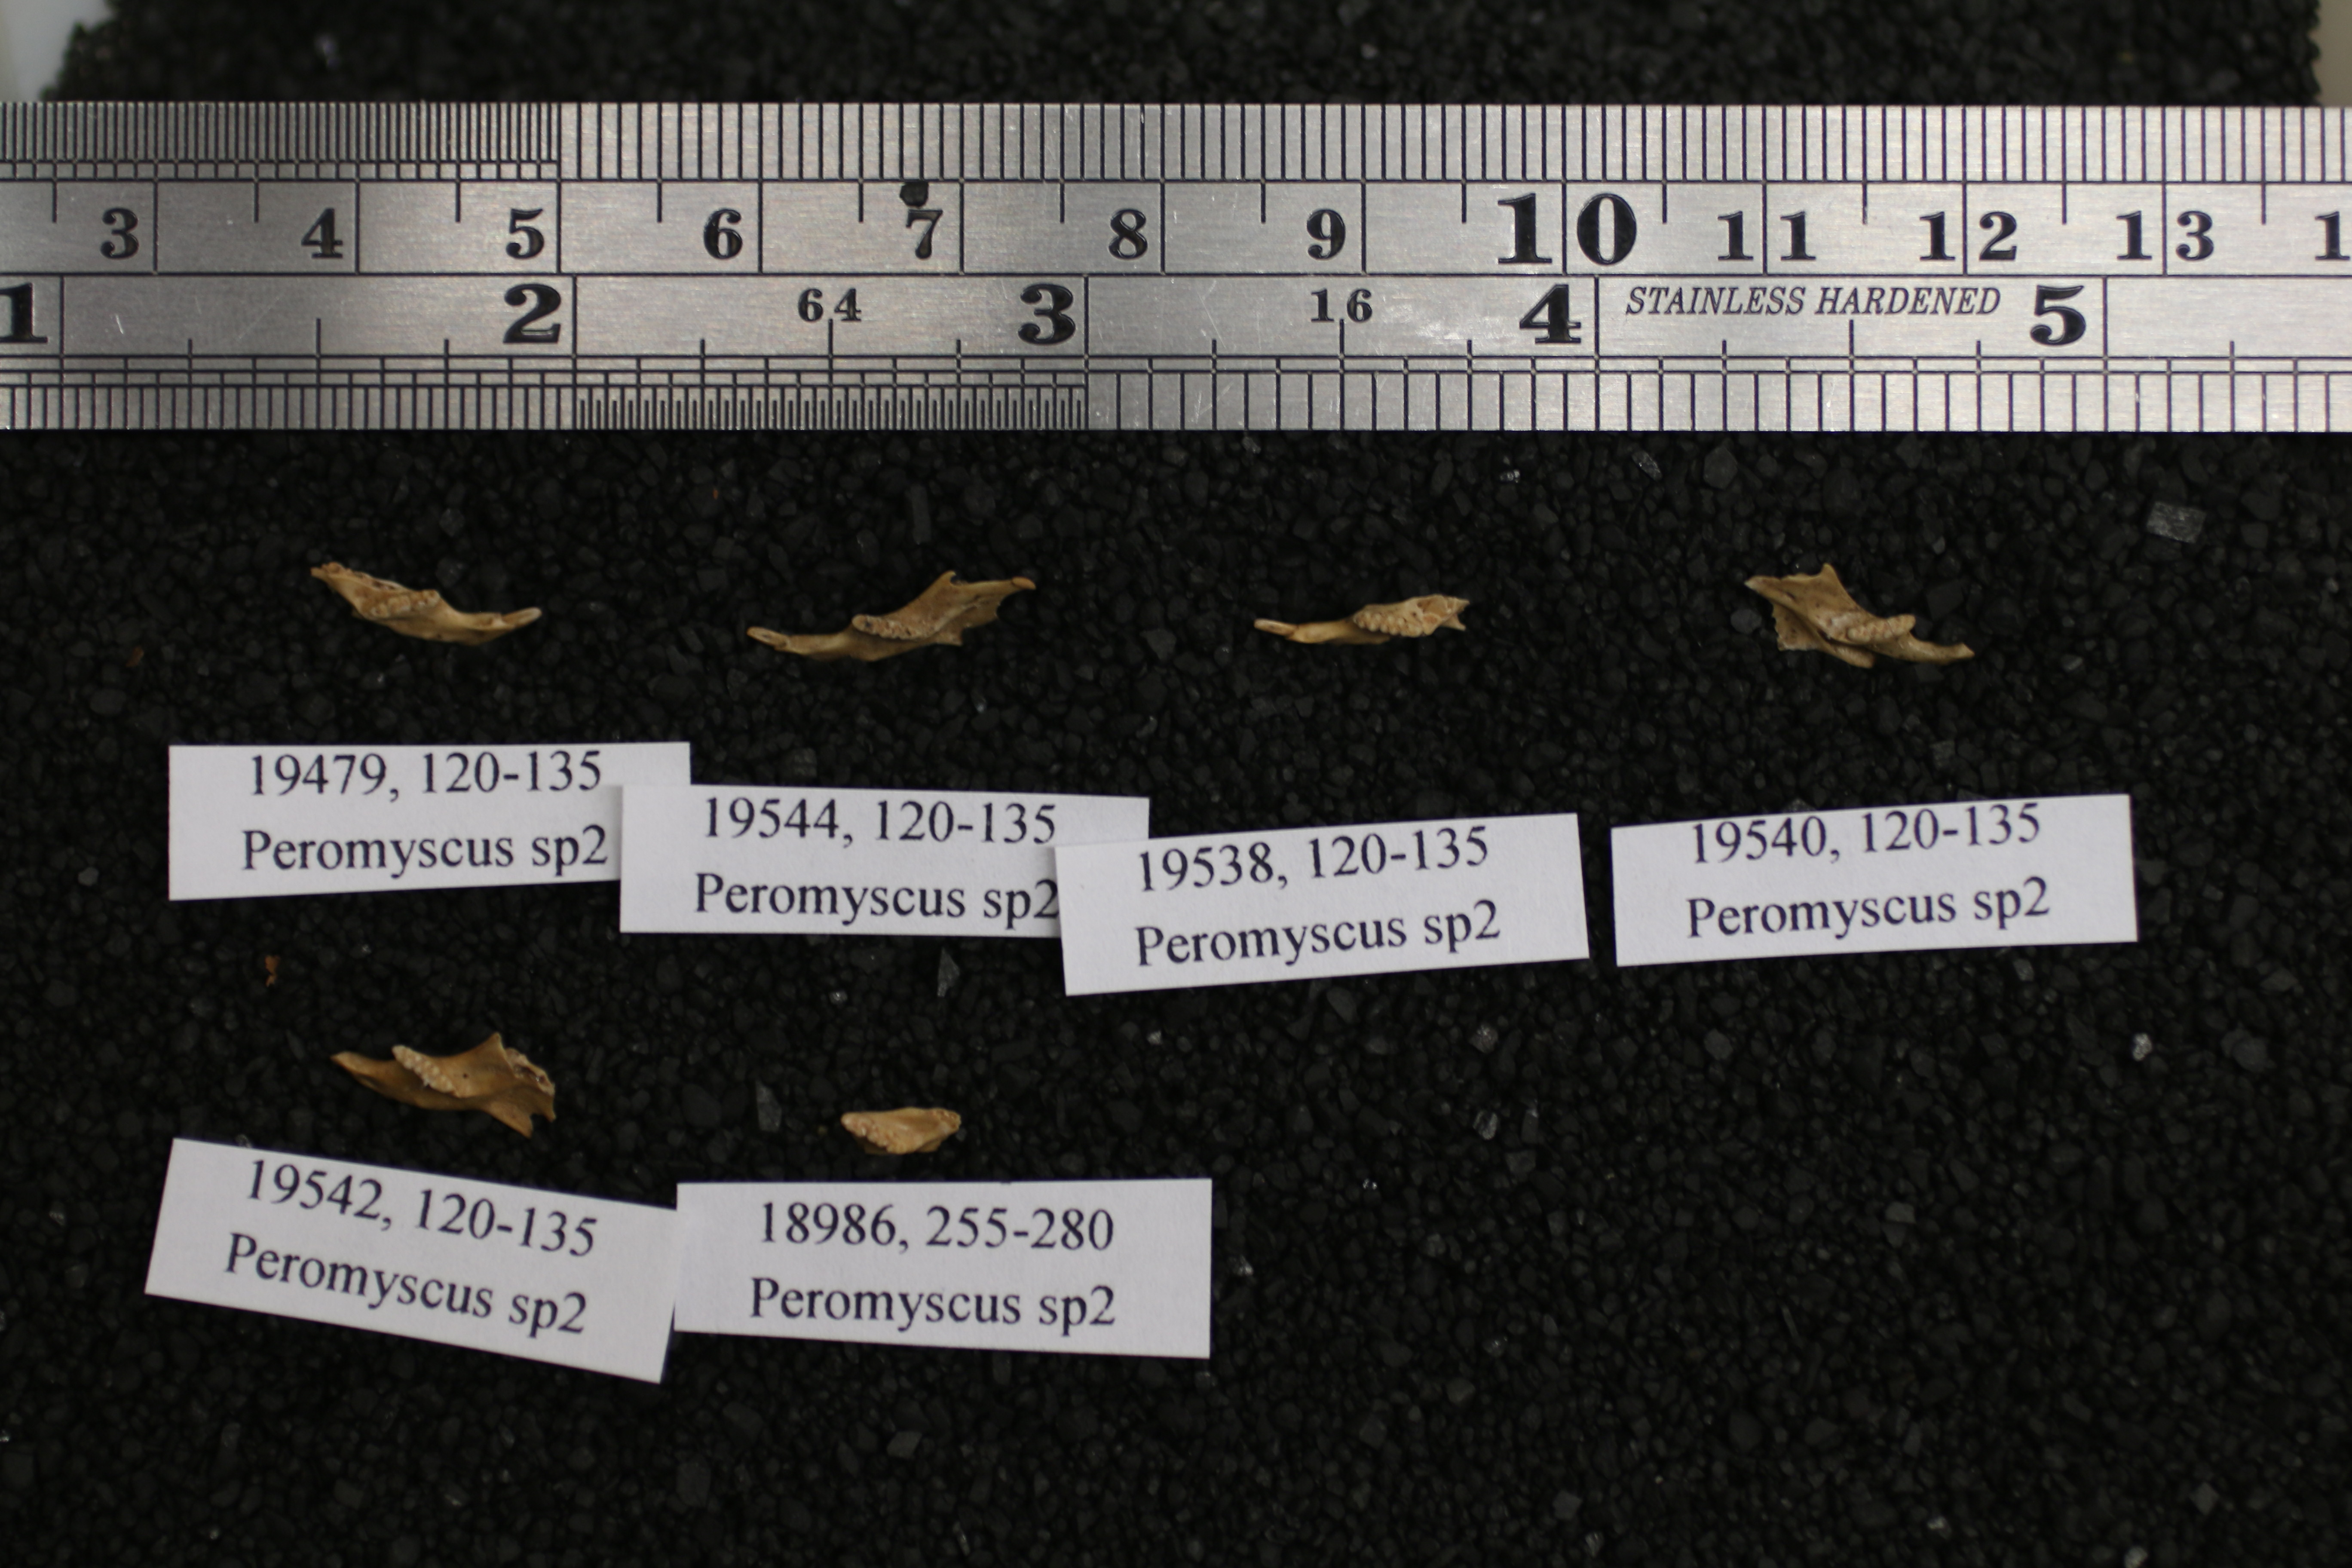 3 4 5 6 7 8 9 10 11 12 13 1
1 2 64 3 16 4 STAINLESS HARDENED 5
19479, 120-135
Peromyscus sp2
19544, 120-135
Peromyscus sp2
19538, 120-135
Peromyscus sp2
19540, 120-135
Peromyscus sp2
19542, 120-135
Peromyscus sp2
18986, 255-280
Peromyscus sp2